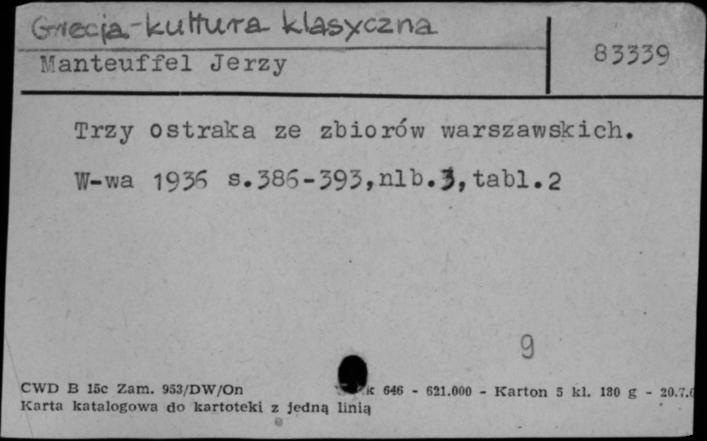 Grecja-kultura klasyczna
Manteuffel Jerzy
83339
Trzy ostraka ze zbiorów warszawskich.
W-wa 1936 s.386-393,nlb.3,tabl.2
9
CWD B 15c Zam. 953/DW/On
646 - 621.000 - Karton 5 kl. 180 g - 20.7.
Karta katalogowa do kartoteki z jedną linią